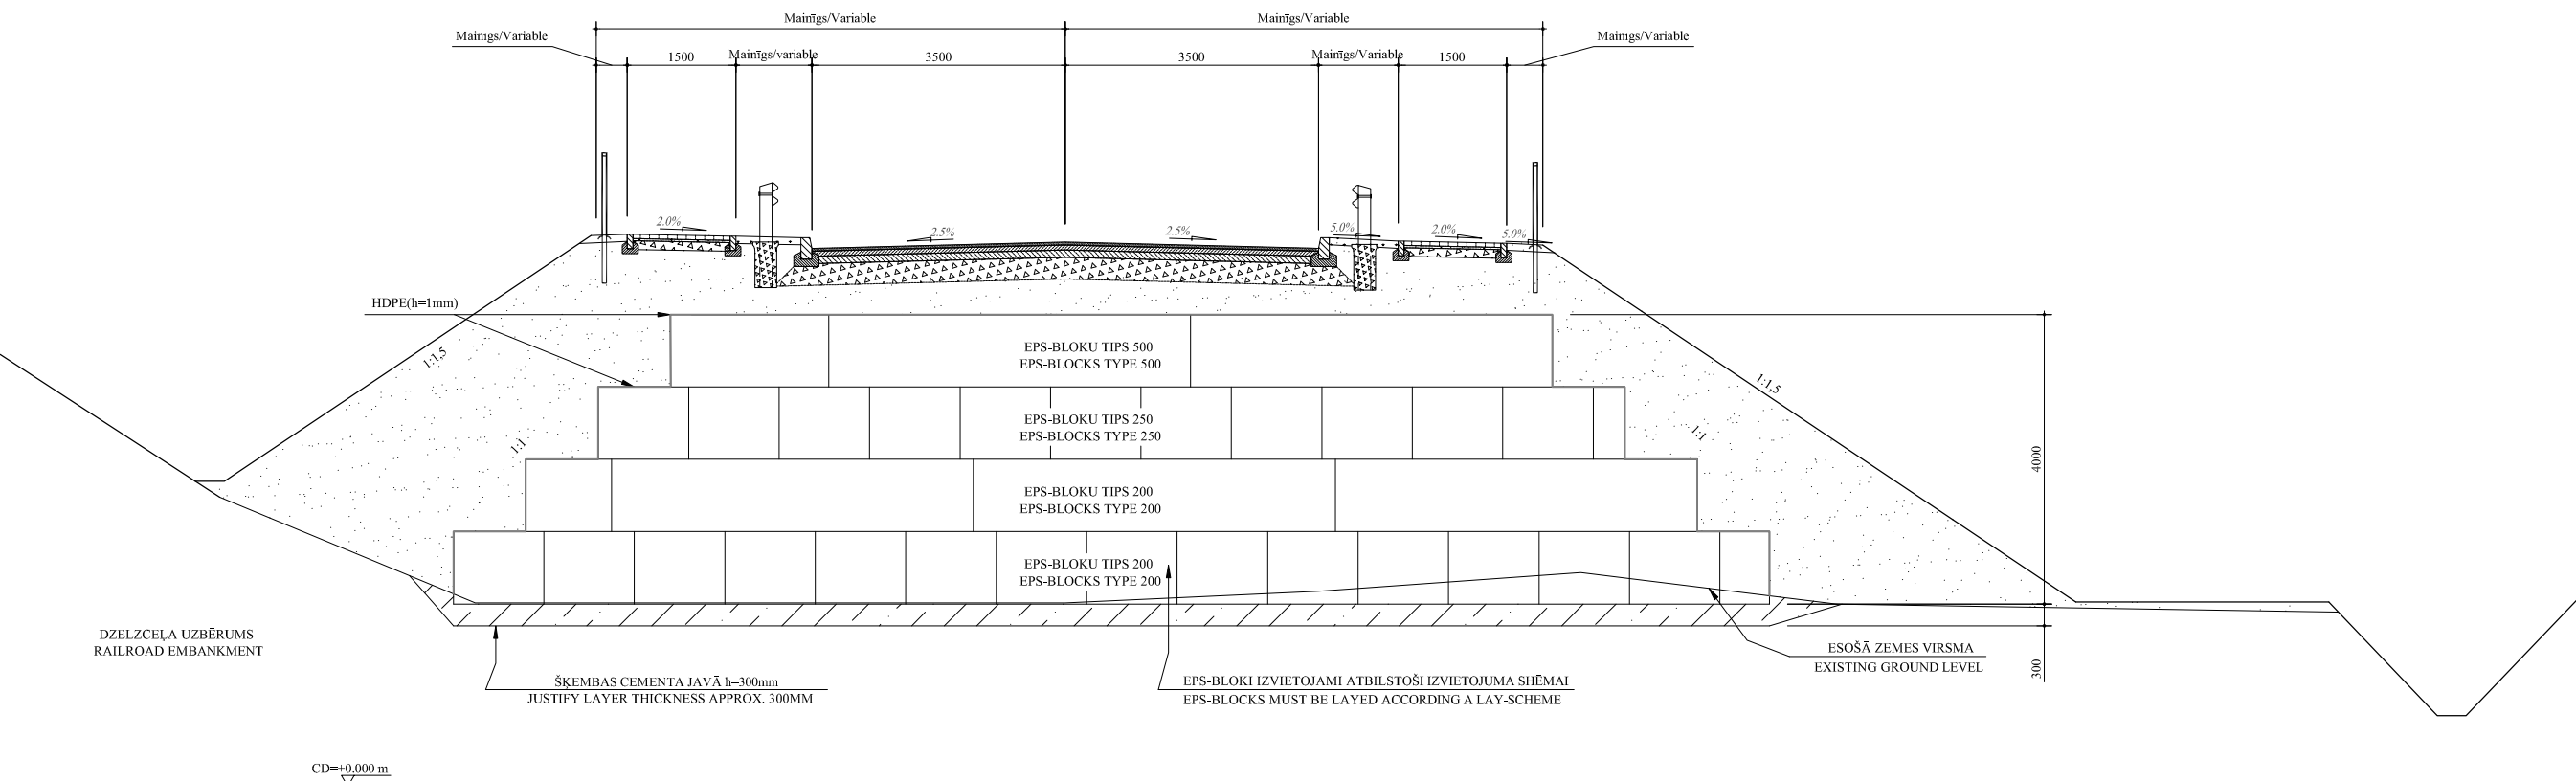 Mainīgs/Variable
Mainīgs/Variable
Mainīgs/Variable
Mainīgs/Variable
1500
Mainīgs/variable
3500
3500
Mainīgs/Variable
1500
2.0%
2.5%
2.5%
5.0%
2.0%
5.0%
HDPE(h=1mm)
1:1,5
1:1,5
EPS-BLOKU TIPS 500
EPS-BLOCKS TYPE 500
EPS-BLOKU TIPS 250
EPS-BLOCKS TYPE 250
1:1
1:1
4000
EPS-BLOKU TIPS 200
EPS-BLOCKS TYPE 200
EPS-BLOKU TIPS 200
EPS-BLOCKS TYPE 200
DZELZCEĻA UZBĒRUMS
RAILROAD EMBANKMENT
ESOŠĀ ZEMES VIRSMA
EXISTING GROUND LEVEL
300
ŠĶEMBAS CEMENTA JAVĀ h=300mm
JUSTIFY LAYER THICKNESS APPROX. 300MM
EPS-BLOKI IZVIETOJAMI ATBILSTOŠI IZVIETOJUMA SHĒMAI
EPS-BLOCKS MUST BE LAYED ACCORDING A LAY-SCHEME
CD=+0.000 m